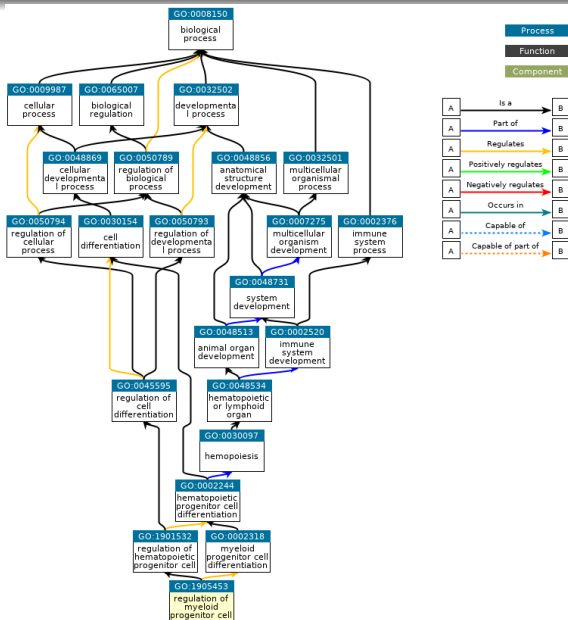 GO:0008150
biological
process
Process
Function
Component
GO:0009987
cellular
process
GO:0065007
biological
regulation
GO:0032502
developmenta
l process
A Is a B
A Part of B
A Regulates B
A Positively regulates B
A Negatively regulates B
A Occurs in B
A Capable of B
A Capable of part of B
GO:0048869
cellular
developmenta
l process
GO:0050789
regulation of
biological
process
GO:0048856
anatomical
structure
development
GO:0032501
multicellular
organismal
process
GO:0050794
regulation of
cellular
process
GO:0030154
cell
differentiation
GO:0050793
regulation of
developmenta
l process
GO:0007275
multicellular
organism
development
GO:0002376
immune
system
process
GO:0048731
system
development
GO:0048513
animal organ
development
GO:0002520
immune
system
development
GO:0045595
regulation of
cell
differentiation
GO:0048534
hematopoietic
or lymphoid
organ
GO:0030097
hemopoiesis
GO:0002244
hematopoietic
progenitor cell
differentiation
GO:1901532
regulation of
hematopoietic
progenitor cell
GO:0002318
myeloid
progenitor cell
differentiation
GO:1905453
regulation of
myeloid
progenitor cell